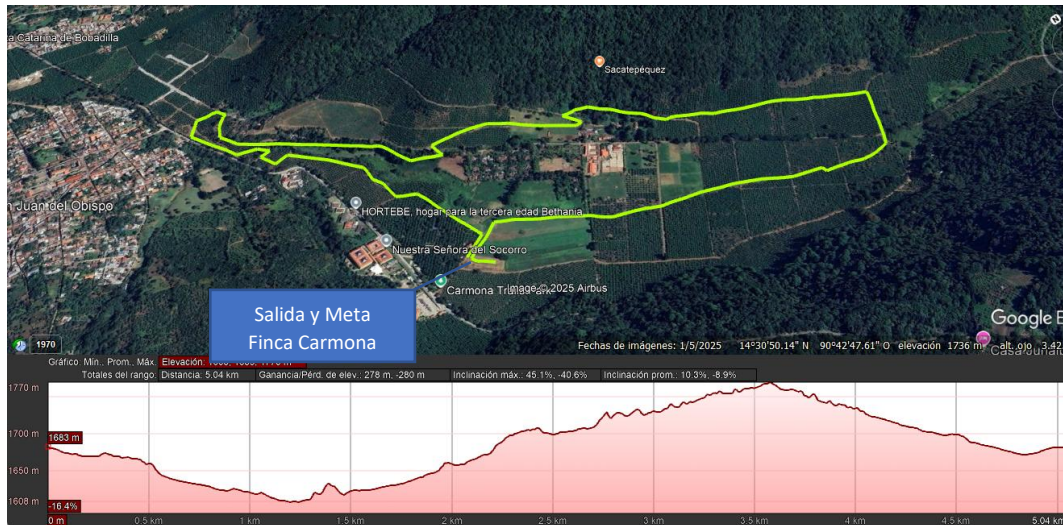 Catarina de Bobadilla
Sacatepéquez
Juan del Obispo
HORTEBE, hogar para la tercera edad Bethania
Nuestra Señora del Socorro
Carmona
Image © 2025 Airbus
Salida y Meta
Finca Carmona
Google E
1970
Fechas de imágenes: 1/5/2025 14°30'50.14" N 90°42'47.61" O elevación 1736 m alt. ojo 3.42
Gráfico: Mín., Prom., Máx. Elevación:
Totales del rango: Distancia: 5.04 km Ganancia/Pérd. de elev.: 278 m, -280 m Inclinación máx.: 45.1%, -40.6% Inclinación prom.: 10.3%, -8.9%
1770 m
1700 m
1683 m
1650 m
1608 m
-16.4%
0 m 0.5 km 1 km 1.5 km 2 km 2.5 km 3 km 3.5 km 4 km 4.5 km 5.04 km